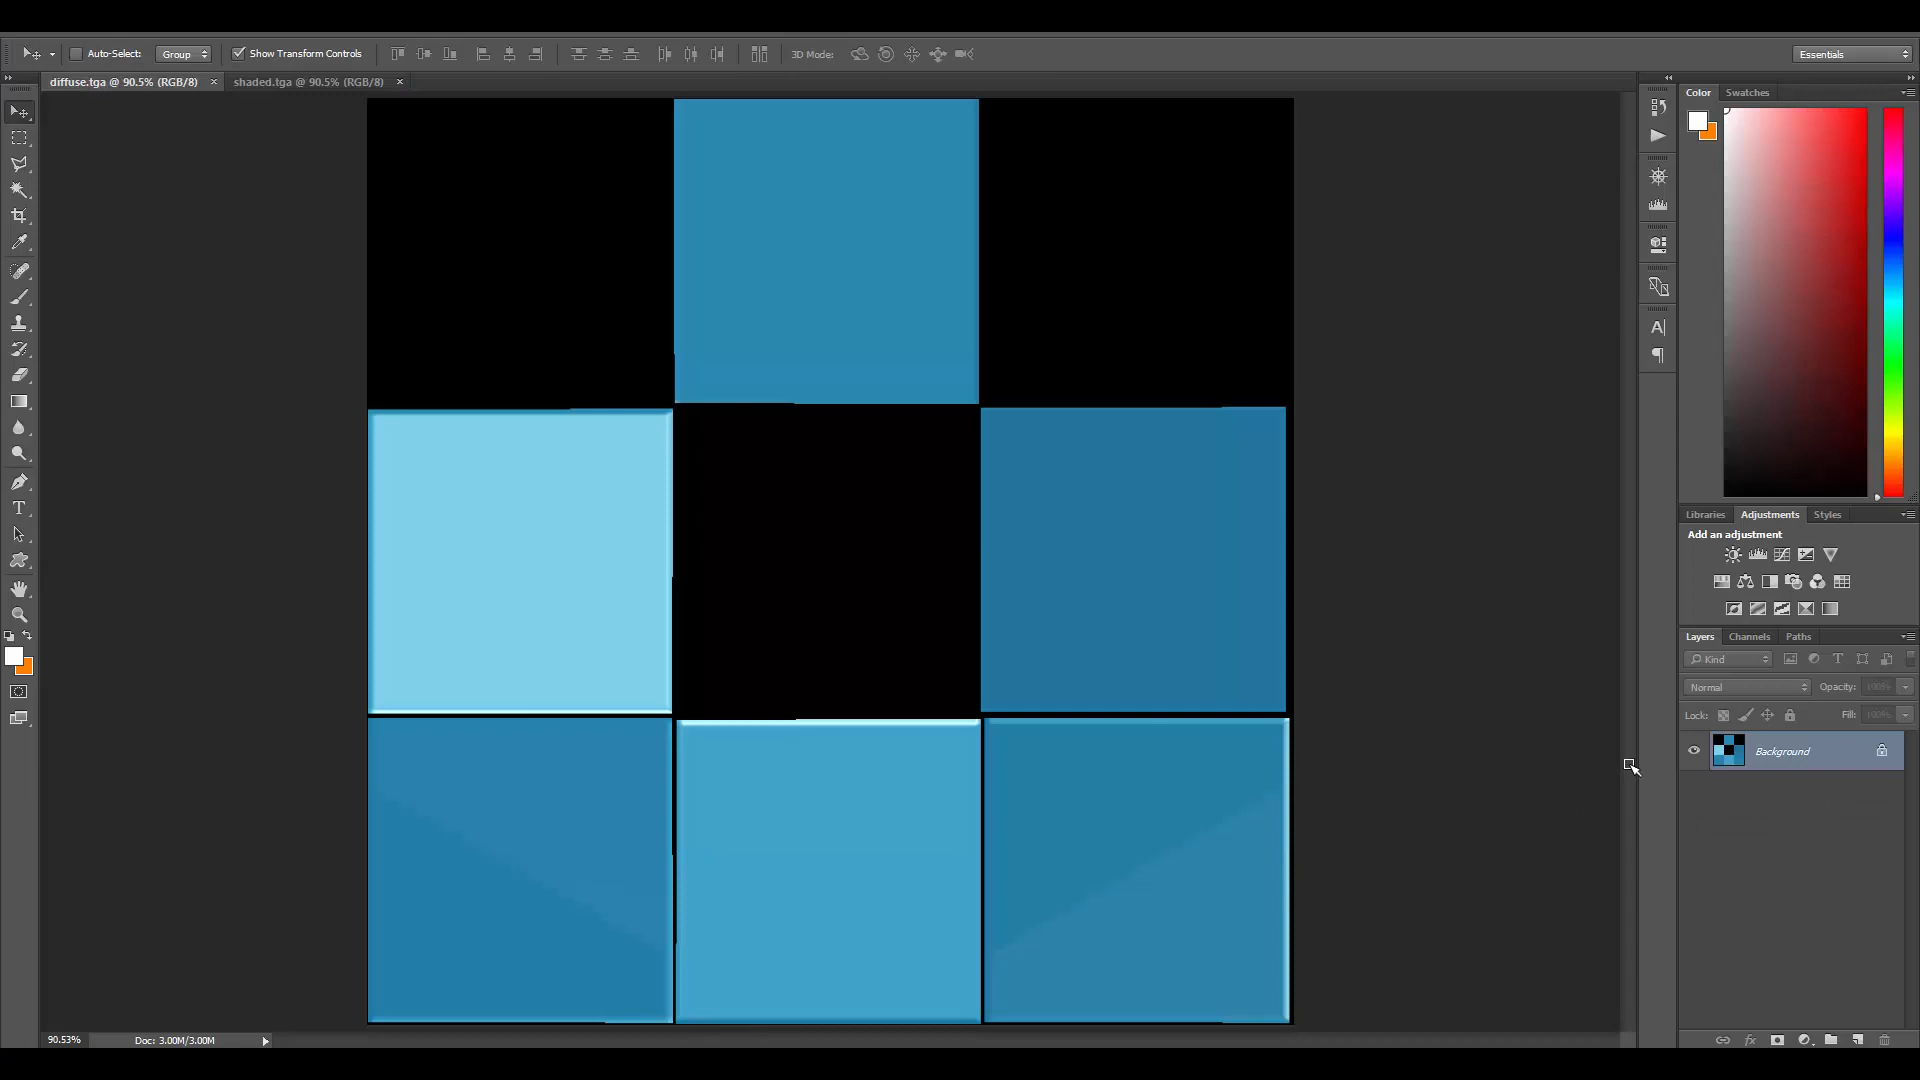 Auto-Select: Group Show Transform Controls 3D Mode: Essentials
diffuse.tga @ 90.5% (RGB/8) × shaded.tga @ 90.5% (RGB/8) ×
Color Swatches
Libraries Adjustments Styles
Add an adjustment
Layers Channels Paths
Kind
Normal Opacity: 100%
Lock: Fill: 100%
Background
90.53% Doc: 3.00M/3.00M